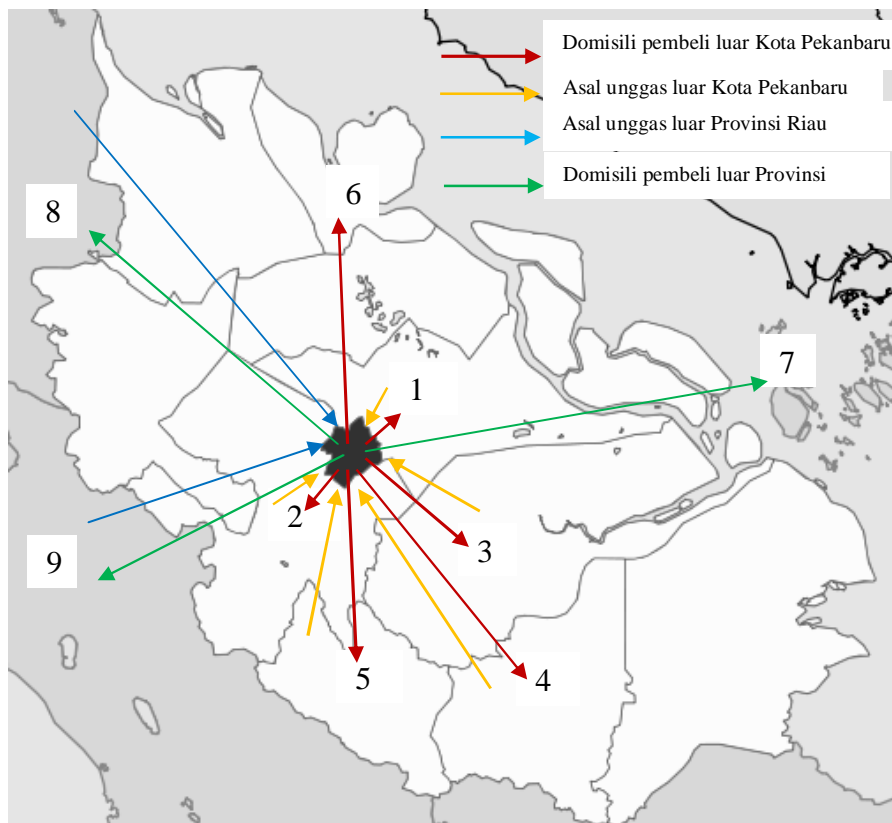 Domisili pembeli luar Kota Pekanbaru
Asal unggas luar Kota Pekanbaru
Asal unggas luar Provinsi Riau
Domisili pembeli luar Provinsi
6
8
7
1
2
3
9
5
4